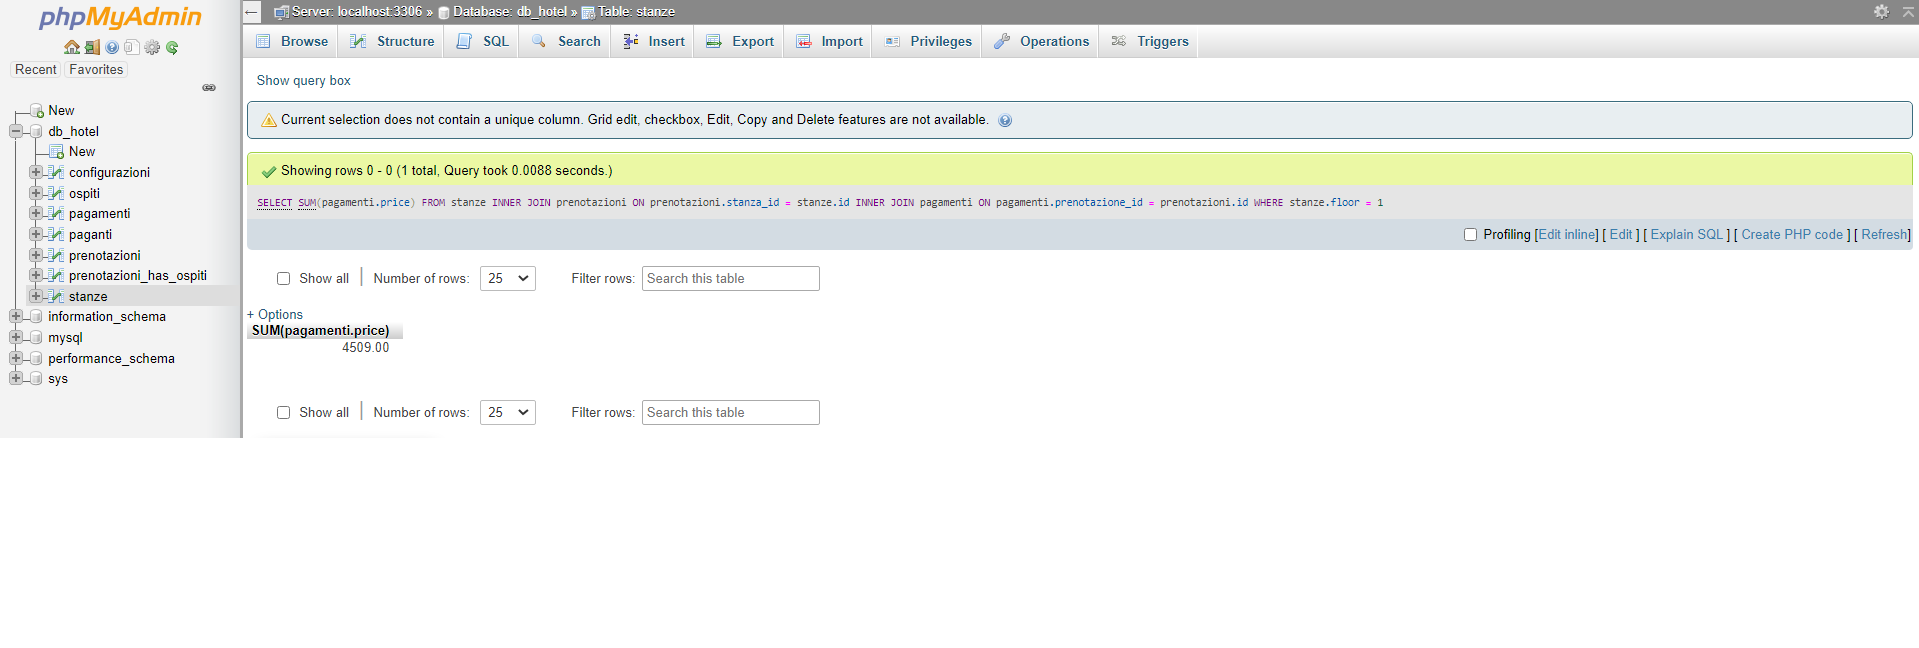 phpMyAdmin
Recent Favorites
New
db_hotel
New
configurazioni
ospiti
pagamenti
paganti
prenotazioni
prenotazioni_has_ospiti
stanze
information_schema
mysql
performance_schema
sys
Server: localhost:3306 » Database: db_hotel » Table: stanze
Browse Structure SQL Search Insert Export Import Privileges Operations Triggers
Show query box
Current selection does not contain a unique column. Grid edit, checkbox, Edit, Copy and Delete features are not available.
Showing rows 0 - 0 (1 total, Query took 0.0088 seconds.)
SELECT SUM(pagamenti.price) FROM stanze INNER JOIN prenotazioni ON prenotazioni.stanza_id = stanze.id INNER JOIN pagamenti ON pagamenti.prenotazione_id = prenotazioni.id WHERE stanze.floor = 1
Profiling [Edit inline] [ Edit ] [ Explain SQL ] [ Create PHP code ] [ Refresh]
Show all | Number of rows: 25 Filter rows: Search this table
+ Options
SUM(pagamenti.price)
4509.00
Show all | Number of rows: 25 Filter rows: Search this table